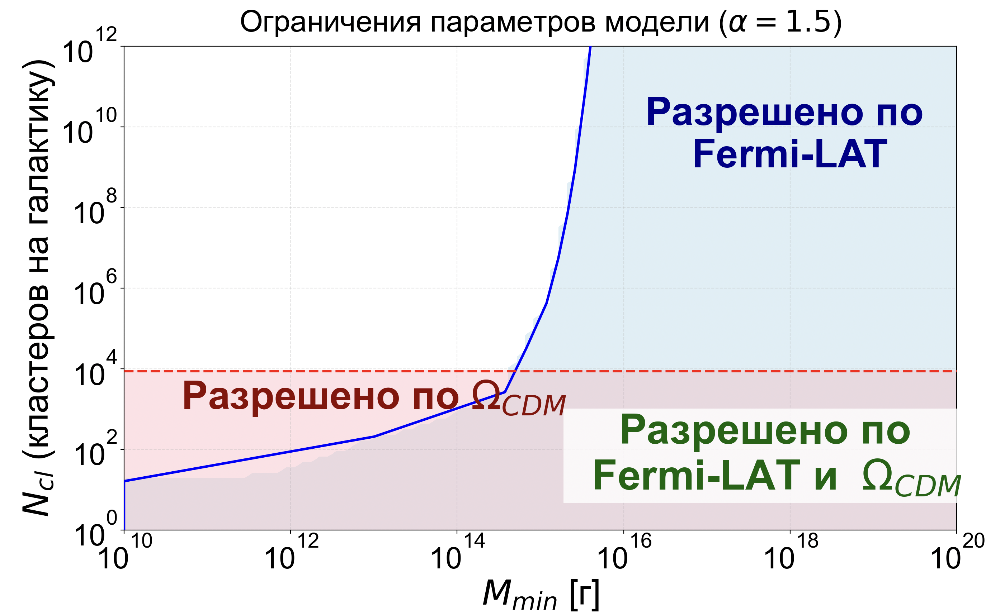 Ограничения параметров модели (α = 1.5)
N_cl (кластеров на галактику)
10^12
10^10
10^8
10^6
10^4
10^2
10^0
Разрешено по
Fermi-LAT
Разрешено по Ω_CDM
Разрешено по
Fermi-LAT и Ω_CDM
10^10 10^12 10^14 10^16 10^18 10^20
M_min [г]